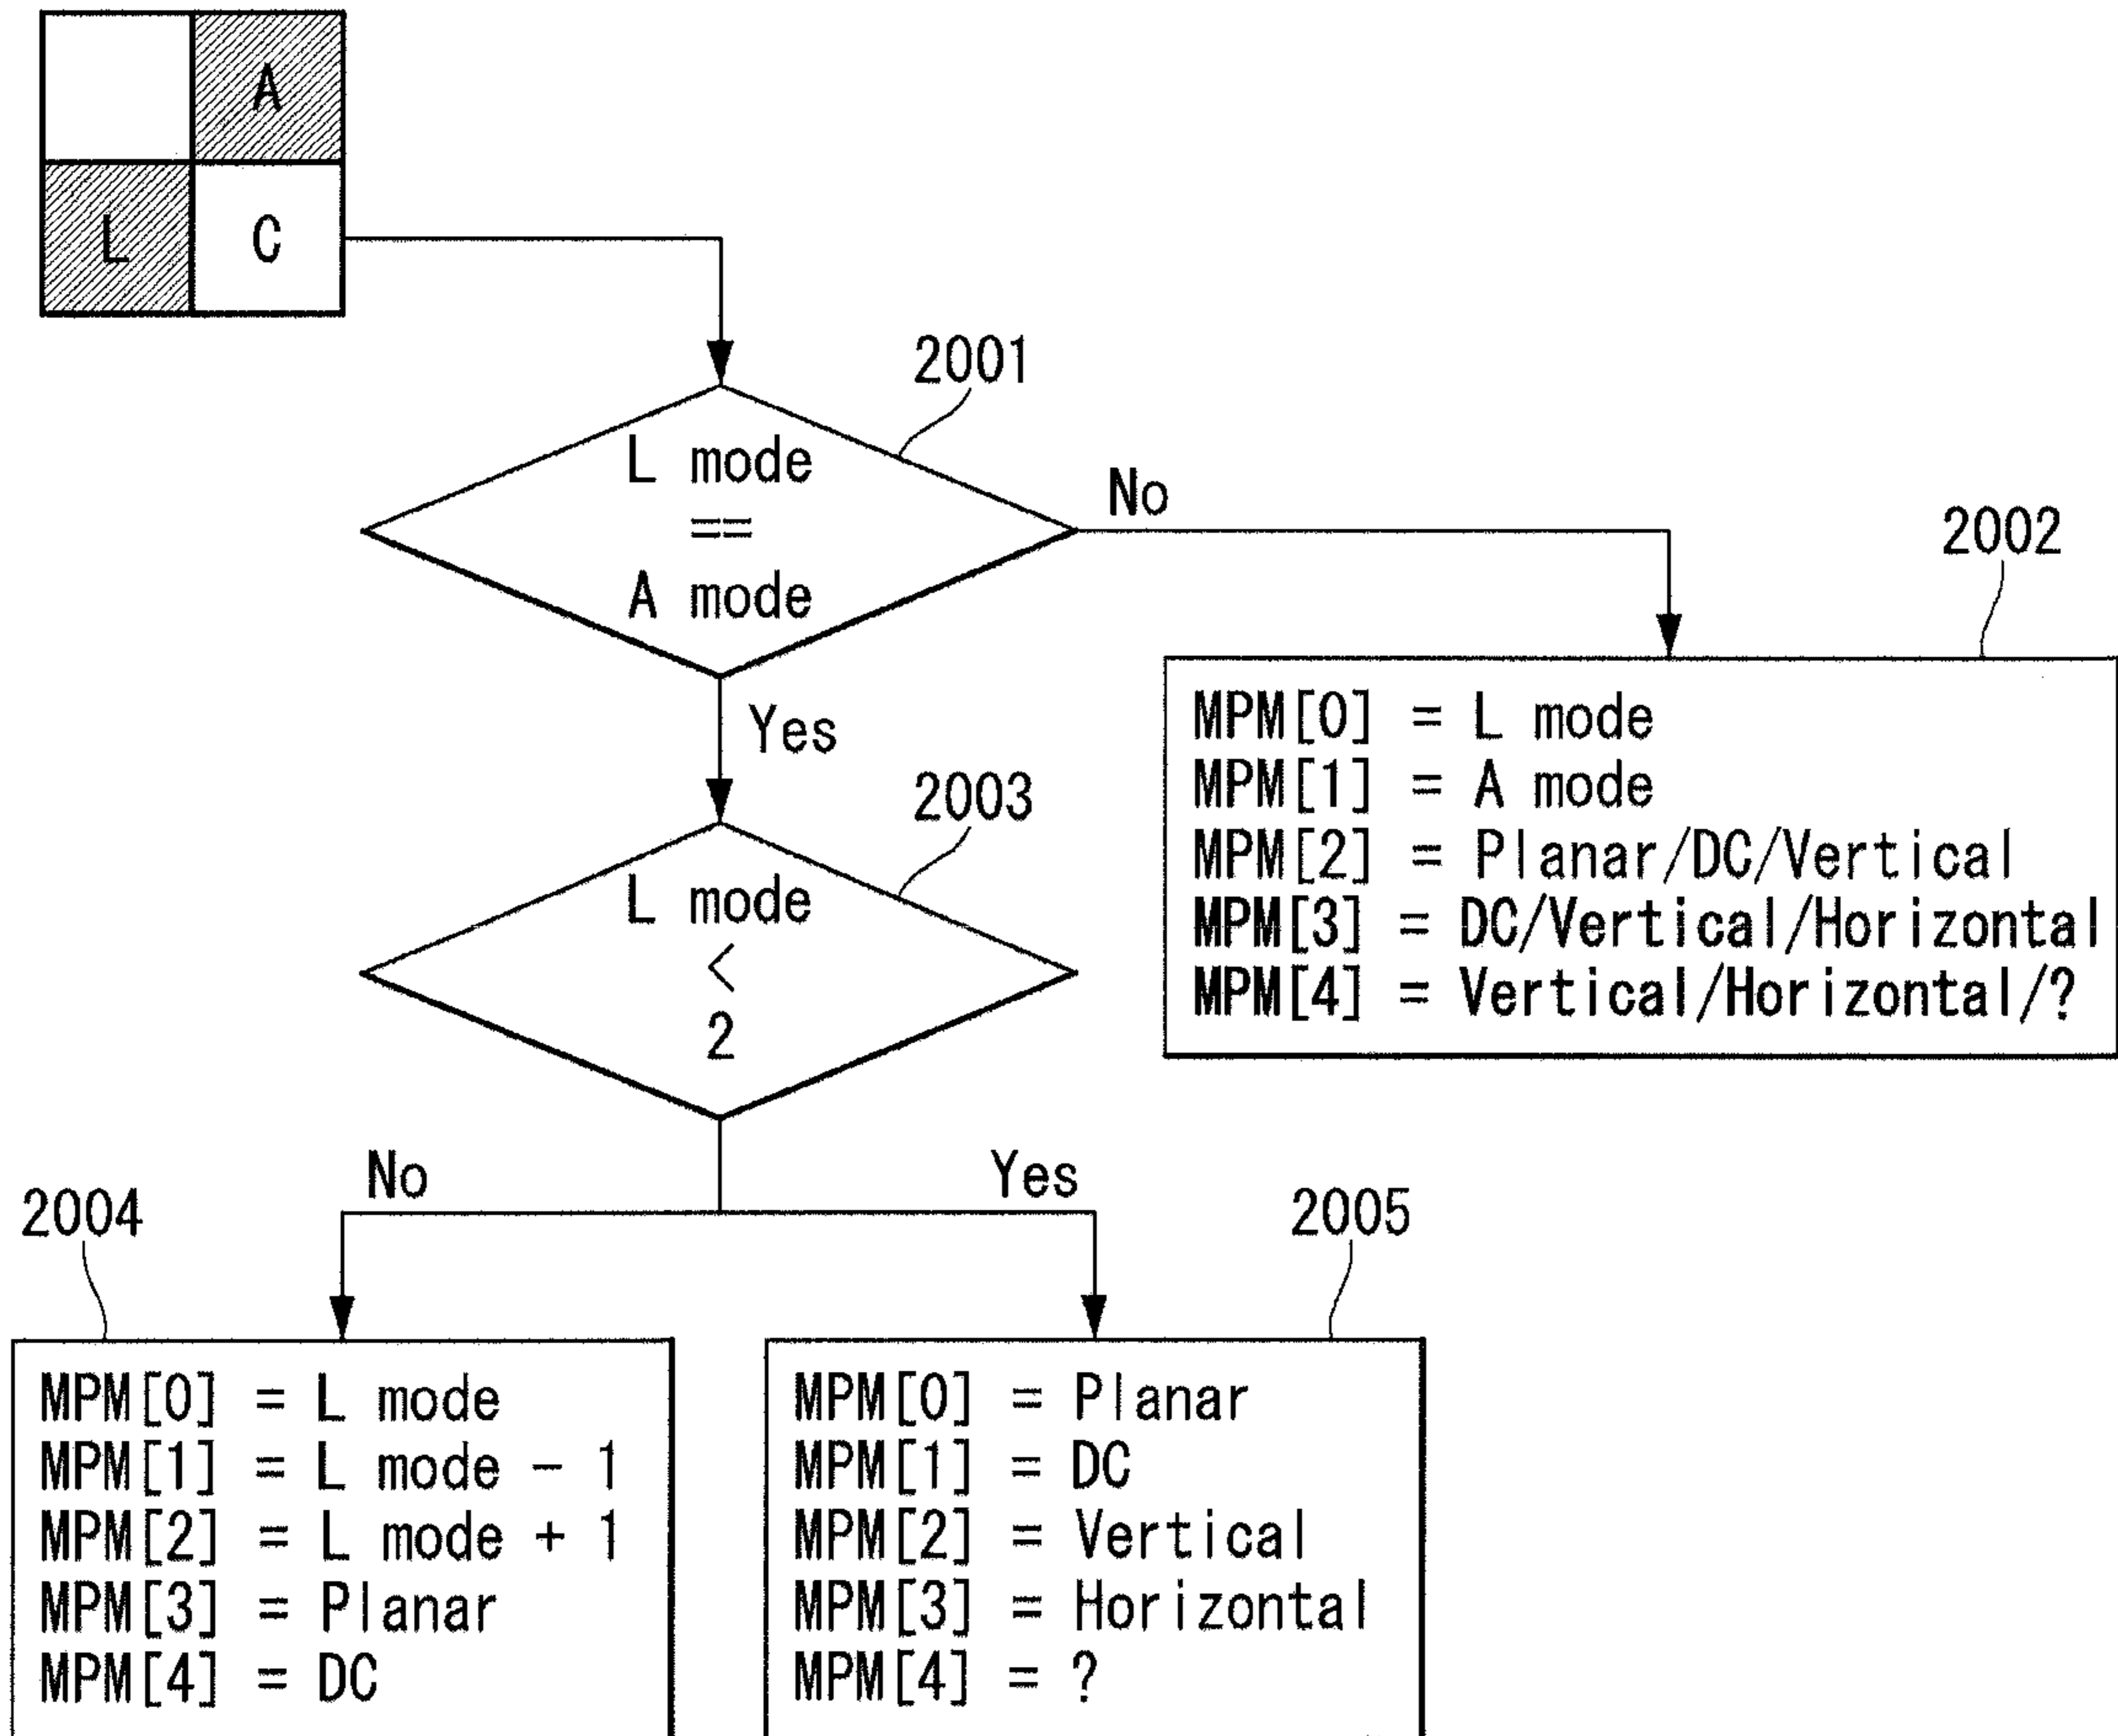 A
L
C
2001
L mode
==
A mode
No
2002
MPM[0] = L mode
MPM[1] = A mode
MPM[2] = Planar/DC/Vertical
MPM[3] = DC/Vertical/Horizontal
MPM[4] = Vertical/Horizontal/?
Yes
2003
L mode
<
2
No
Yes
2004
MPM[0] = L mode
MPM[1] = L mode - 1
MPM[2] = L mode + 1
MPM[3] = Planar
MPM[4] = DC
2005
MPM[0] = Planar
MPM[1] = DC
MPM[2] = Vertical
MPM[3] = Horizontal
MPM[4] = ?